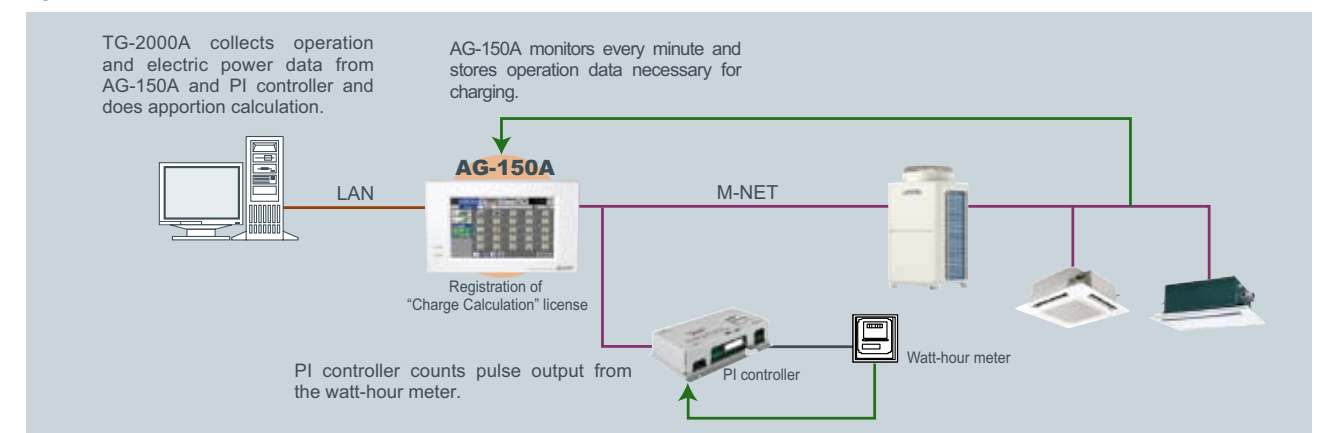 TG-2000A collects operation
and electric power data from
AG-150A and PI controller and
does apportion calculation.
AG-150A monitors every minute and
stores operation data necessary for
charging.
AG-150A
LAN
M-NET
Registration of
“Charge Calculation” license
PI controller counts pulse output from
the watt-hour meter.
PI controller
Watt-hour meter